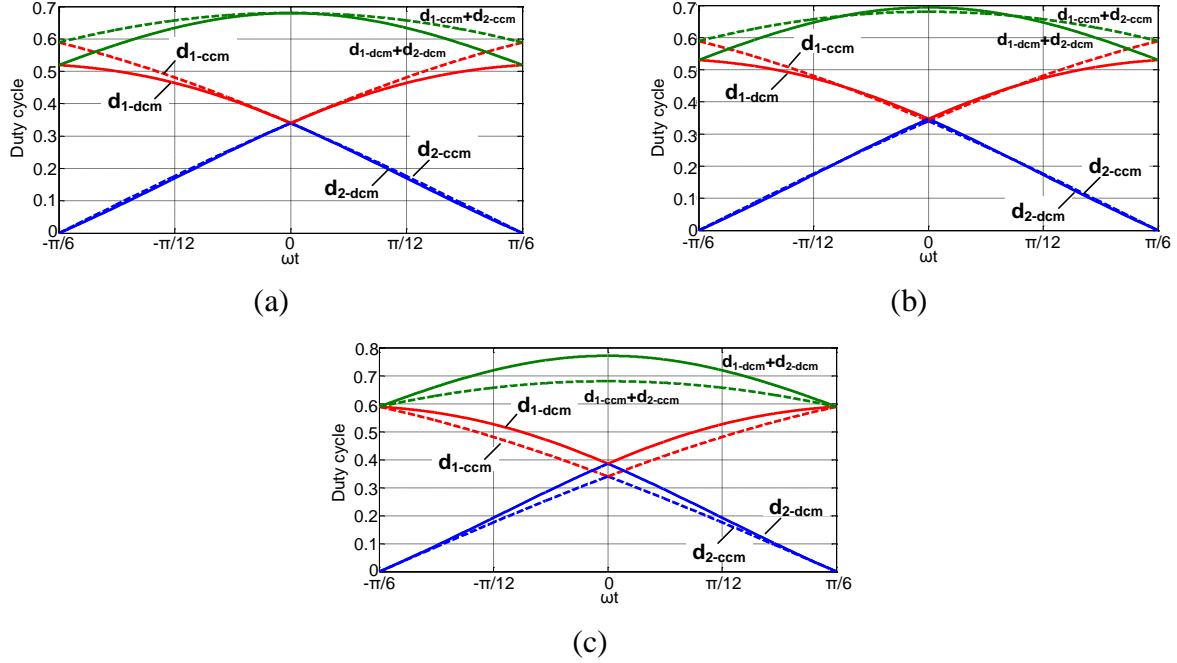 0.7
0.6
0.5
0.4
0.3
0.2
0.1
0
Duty cycle
d1-ccm+d2-ccm
d1-ccm
d1-dcm+d2-dcm
d1-dcm
d2-ccm
d2-dcm
-π/6 -π/12 0 π/12 π/6
ωt
(a)
0.7
0.6
0.5
0.4
0.3
0.2
0.1
0
Duty cycle
d1-ccm+d2-ccm
d1-ccm
d1-dcm+d2-dcm
d1-dcm
d2-ccm
d2-dcm
-π/6 -π/12 0 π/12 π/6
ωt
(b)
0.8
0.7
0.6
0.5
0.4
0.3
0.2
0.1
0
Duty cycle
d1-dcm+d2-dcm
d1-ccm+d2-ccm
d1-dcm
d1-ccm
d2-dcm
d2-ccm
-π/6 -π/12 0 π/12 π/6
ωt
(c)